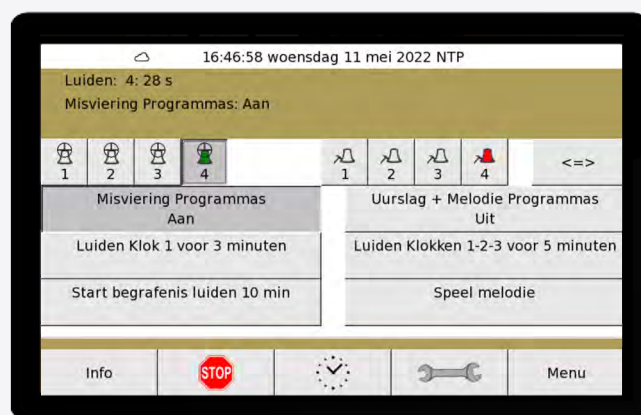 16:46:58 woensdag 11 mei 2022 NTP
Luiden: 4: 28 s
Misviering Programmas: Aan
1 2 3 4 1 2 3 4 <=>
Misviering Programmas
Aan
Uurslag + Melodie Programmas
Uit
Luiden Klok 1 voor 3 minuten
Luiden Klokken 1-2-3 voor 5 minuten
Start begrafenis luiden 10 min
Speel melodie
Info STOP Menu